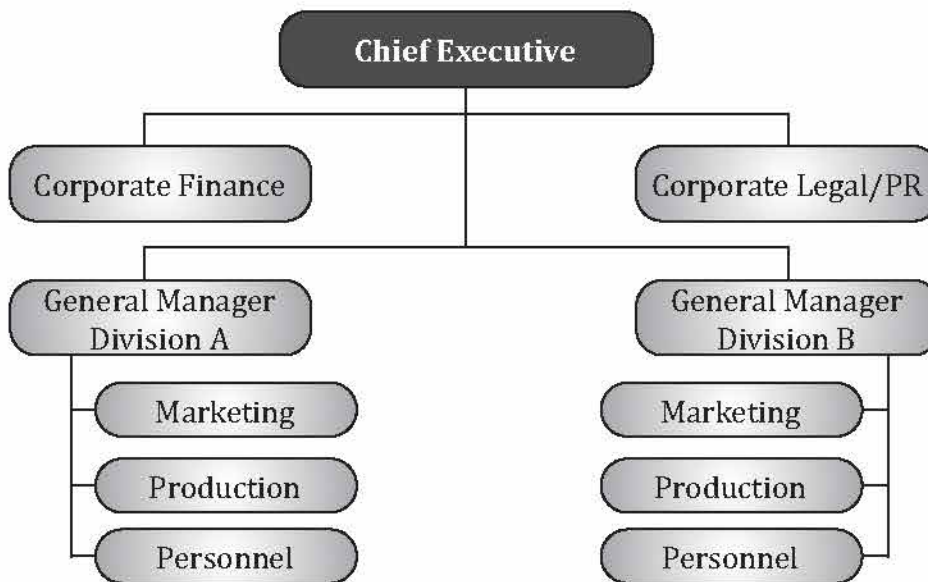 Chief Executive
Corporate Finance
Corporate Legal/PR
General Manager
Division A
General Manager
Division B
Marketing
Marketing
Production
Production
Personnel
Personnel